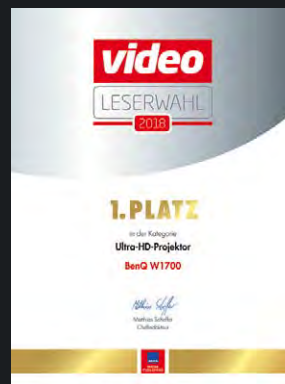 video
LESERWAHL
2018
1. PLATZ
in der Kategorie
Ultra-HD-Projektor
BenQ W1700
Matthias Schaffer
Chefredakteur